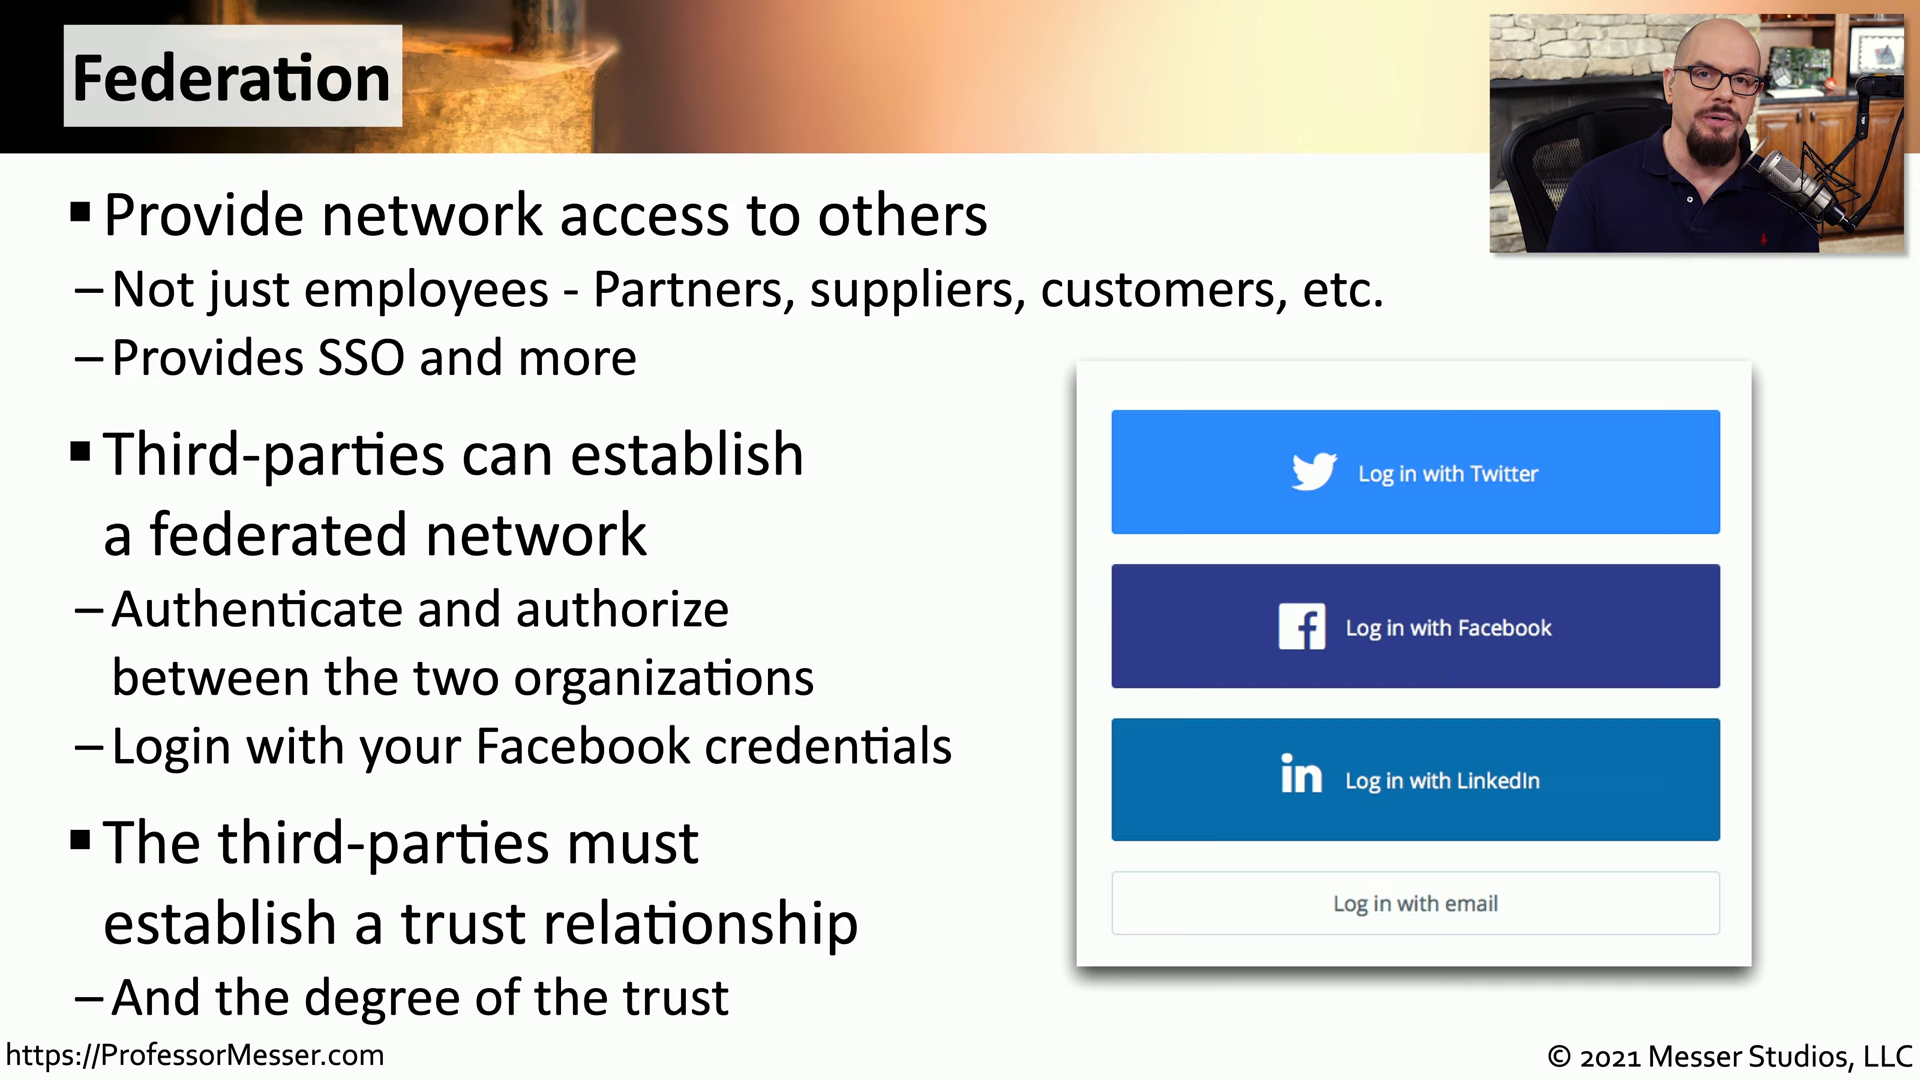 Federation
▪ Provide network access to others
– Not just employees - Partners, suppliers, customers, etc.
– Provides SSO and more
▪ Third-parties can establish
a federated network
– Authenticate and authorize
between the two organizations
– Login with your Facebook credentials
▪ The third-parties must
establish a trust relationship
– And the degree of the trust
Log in with Twitter
Log in with Facebook
in Log in with LinkedIn
Log in with email
https://ProfessorMesser.com
© 2021 Messer Studios, LLC